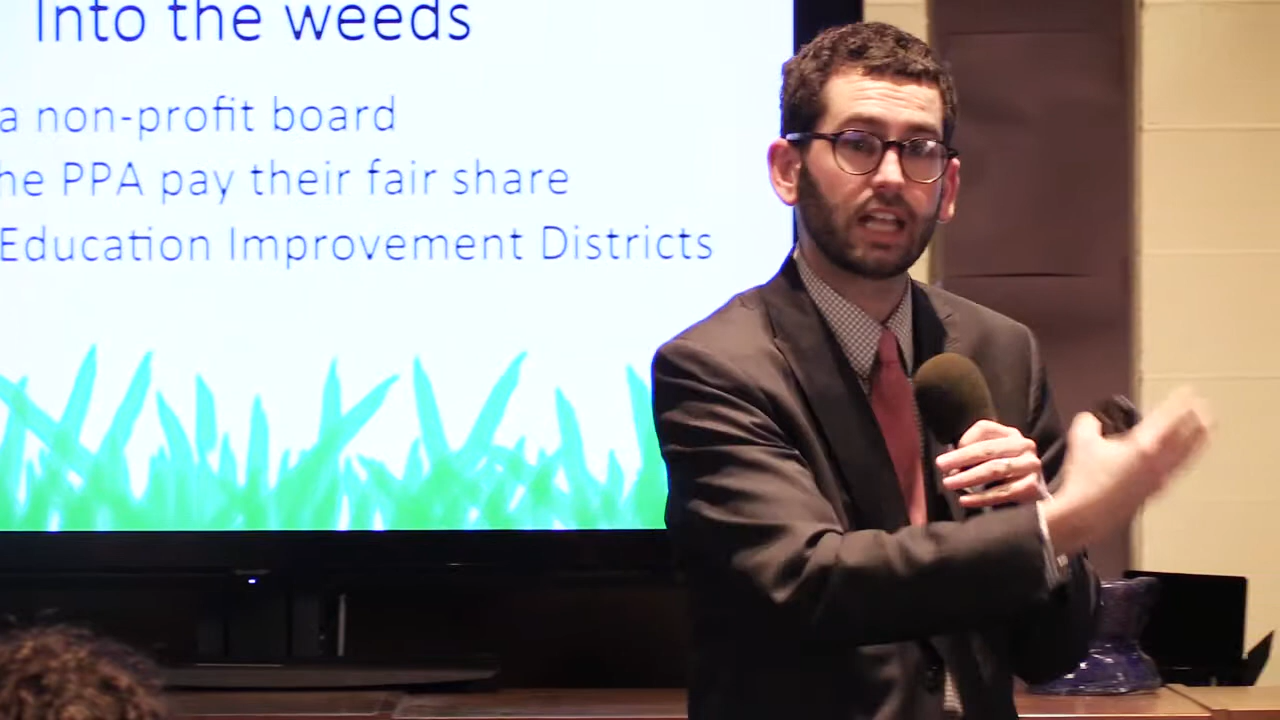 Into the weeds
a non-profit board
he PPA pay their fair share
Education Improvement Districts